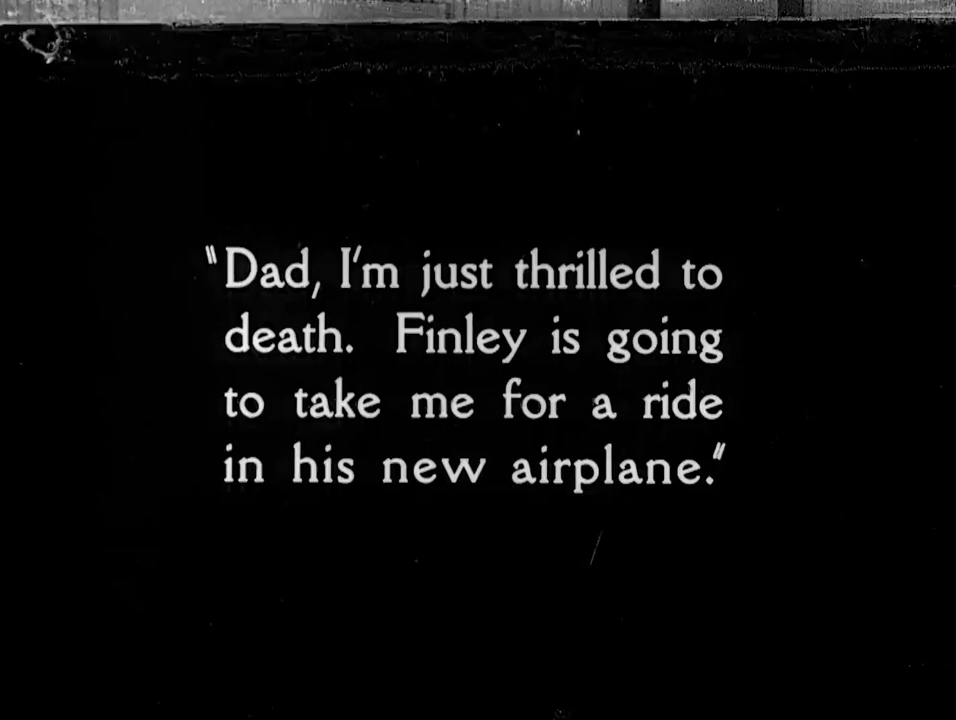 "Dad, I'm just thrilled to
death. Finley is going
to take me for a ride
in his new airplane."